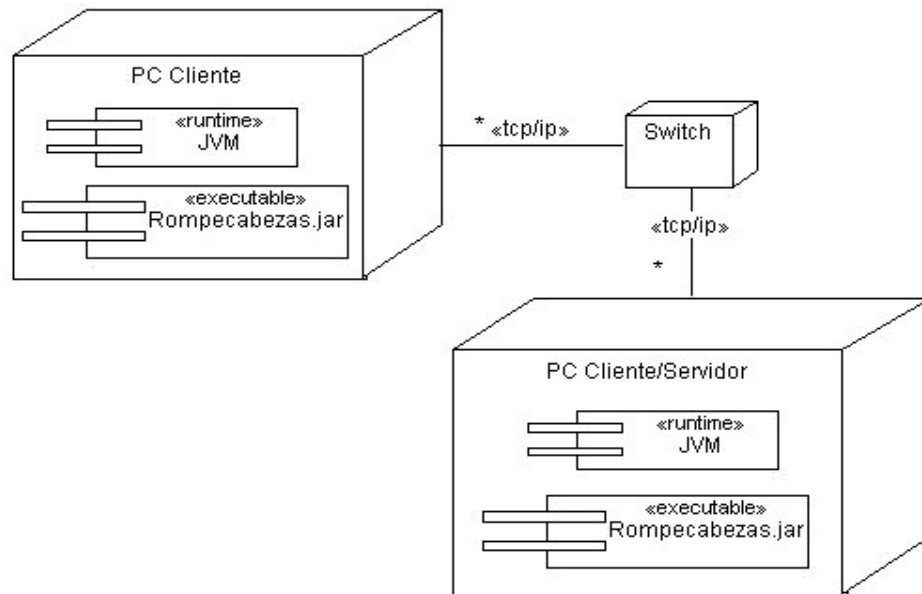 PC Cliente
«runtime»
JVM
«executable»
Rompecabezas.jar
* «tcp/ip»
Switch
«tcp/ip»
*
PC Cliente/Servidor
«runtime»
JVM
«executable»
Rompecabezas.jar